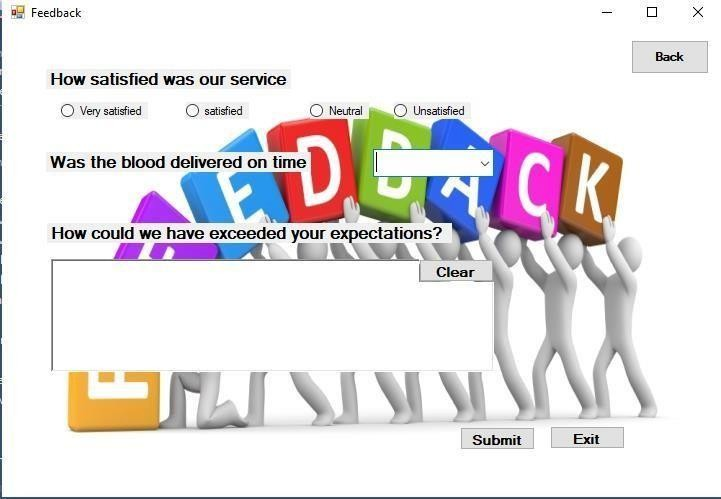 Feedback
Back
How satisfied was our service
Very satisfied satisfied Neutral Unsatisfied
Was the blood delivered on time
FEEDBACK
How could we have exceeded your expectations?
Clear
Submit Exit